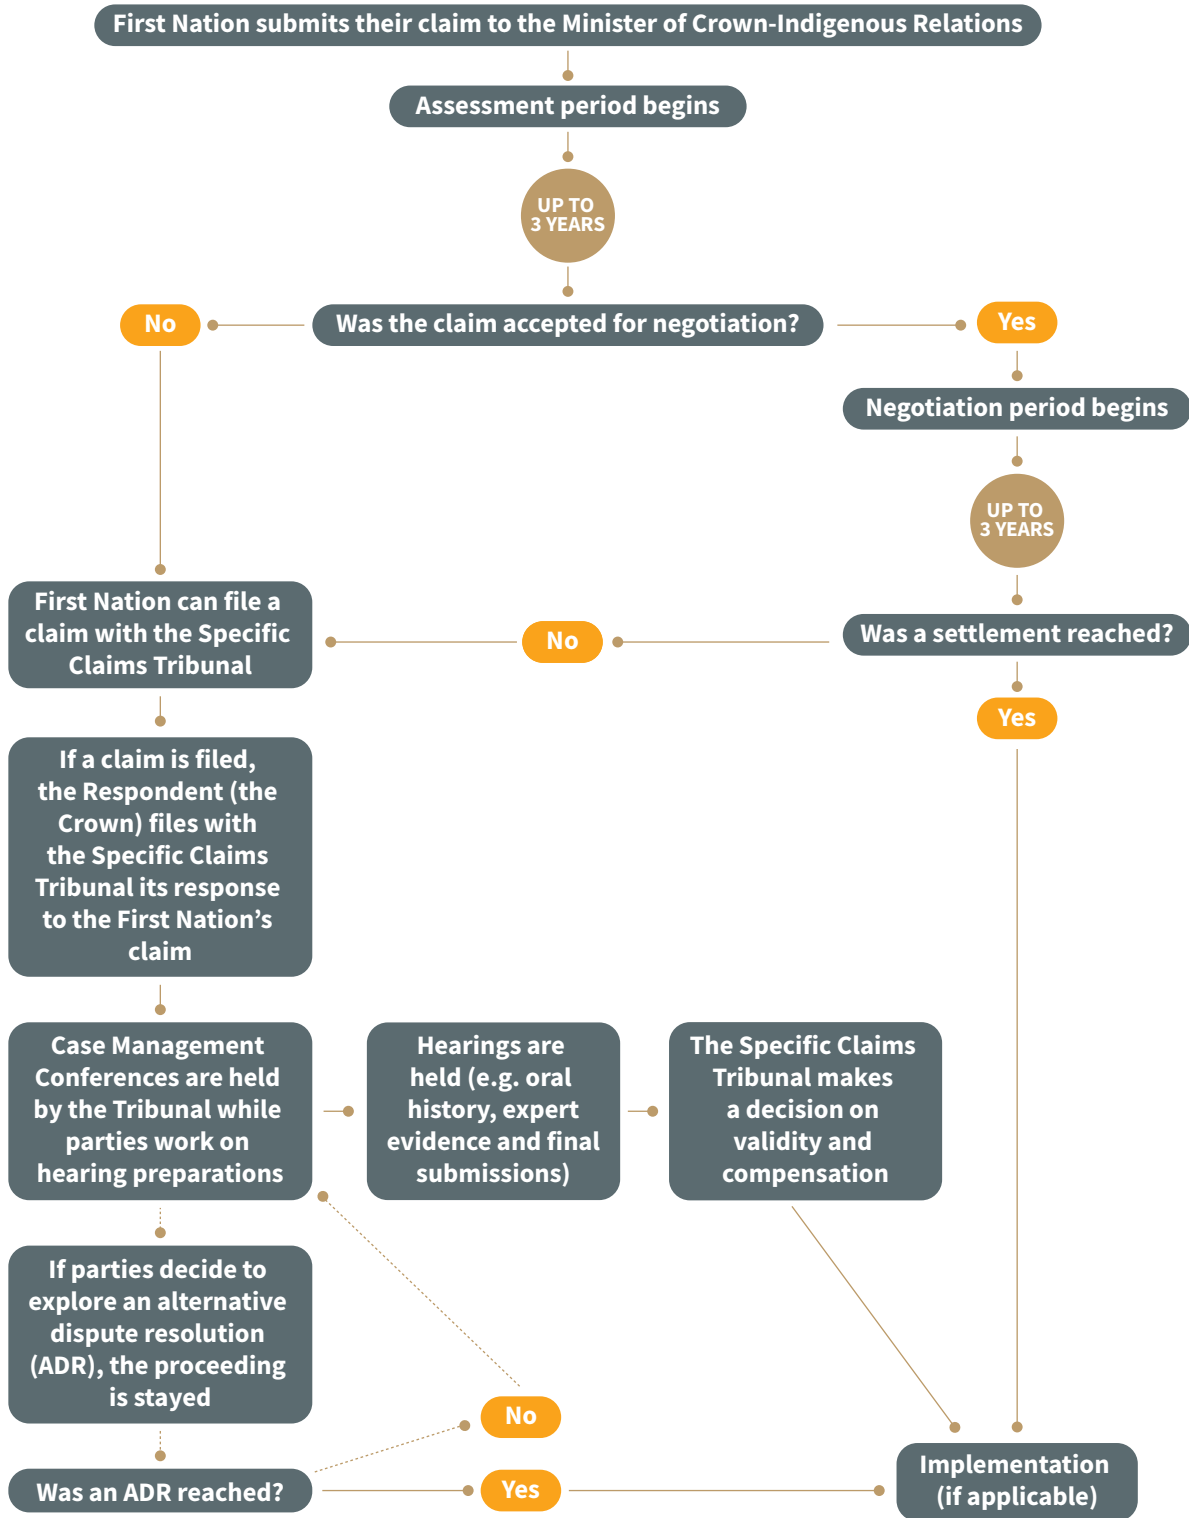 First Nation submits their claim to the Minister of Crown-Indigenous Relations
Assessment period begins
UP TO
3 YEARS
No
Was the claim accepted for negotiation?
Yes
Negotiation period begins
UP TO
3 YEARS
Was a settlement reached?
No
Yes
First Nation can file a
claim with the Specific
Claims Tribunal
If a claim is filed,
the Respondent (the
Crown) files with
the Specific Claims
Tribunal its response
to the First Nation’s
claim
Case Management
Conferences are held
by the Tribunal while
parties work on
hearing preparations
Hearings are
held (e.g. oral
history, expert
evidence and final
submissions)
The Specific Claims
Tribunal makes
a decision on
validity and
compensation
If parties decide to
explore an alternative
dispute resolution
(ADR), the proceeding
is stayed
Was an ADR reached?
No
Yes
Implementation
(if applicable)